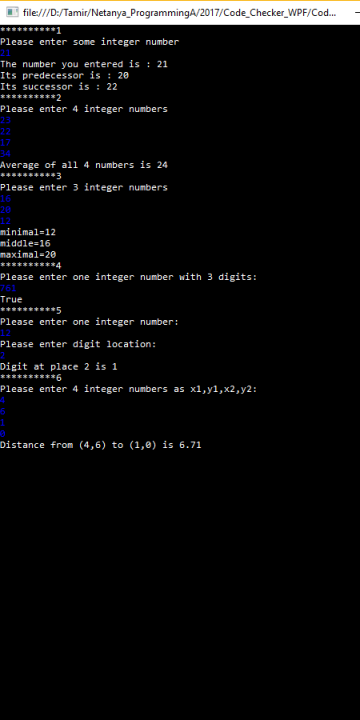 file:///D:/Tamir/Netanya_ProgrammingA/2017/Code_Checker_WPF/Cod...
**********1
Please enter some integer number
21
The number you entered is : 21
Its predecessor is : 20
Its successor is : 22
**********2
Please enter 4 integer numbers
23
22
17
34
Average of all 4 numbers is 24
**********3
Please enter 3 integer numbers
16
20
12
minimal=12
middle=16
maximal=20
**********4
Please enter one integer number with 3 digits:
True
**********5
Please enter one integer number:
Please enter digit location:
2
Digit at place 2 is 1
**********6
Please enter 4 integer numbers as x1,y1,x2,y2:
4
6
1
0
Distance from (4,6) to (1,0) is 6.71